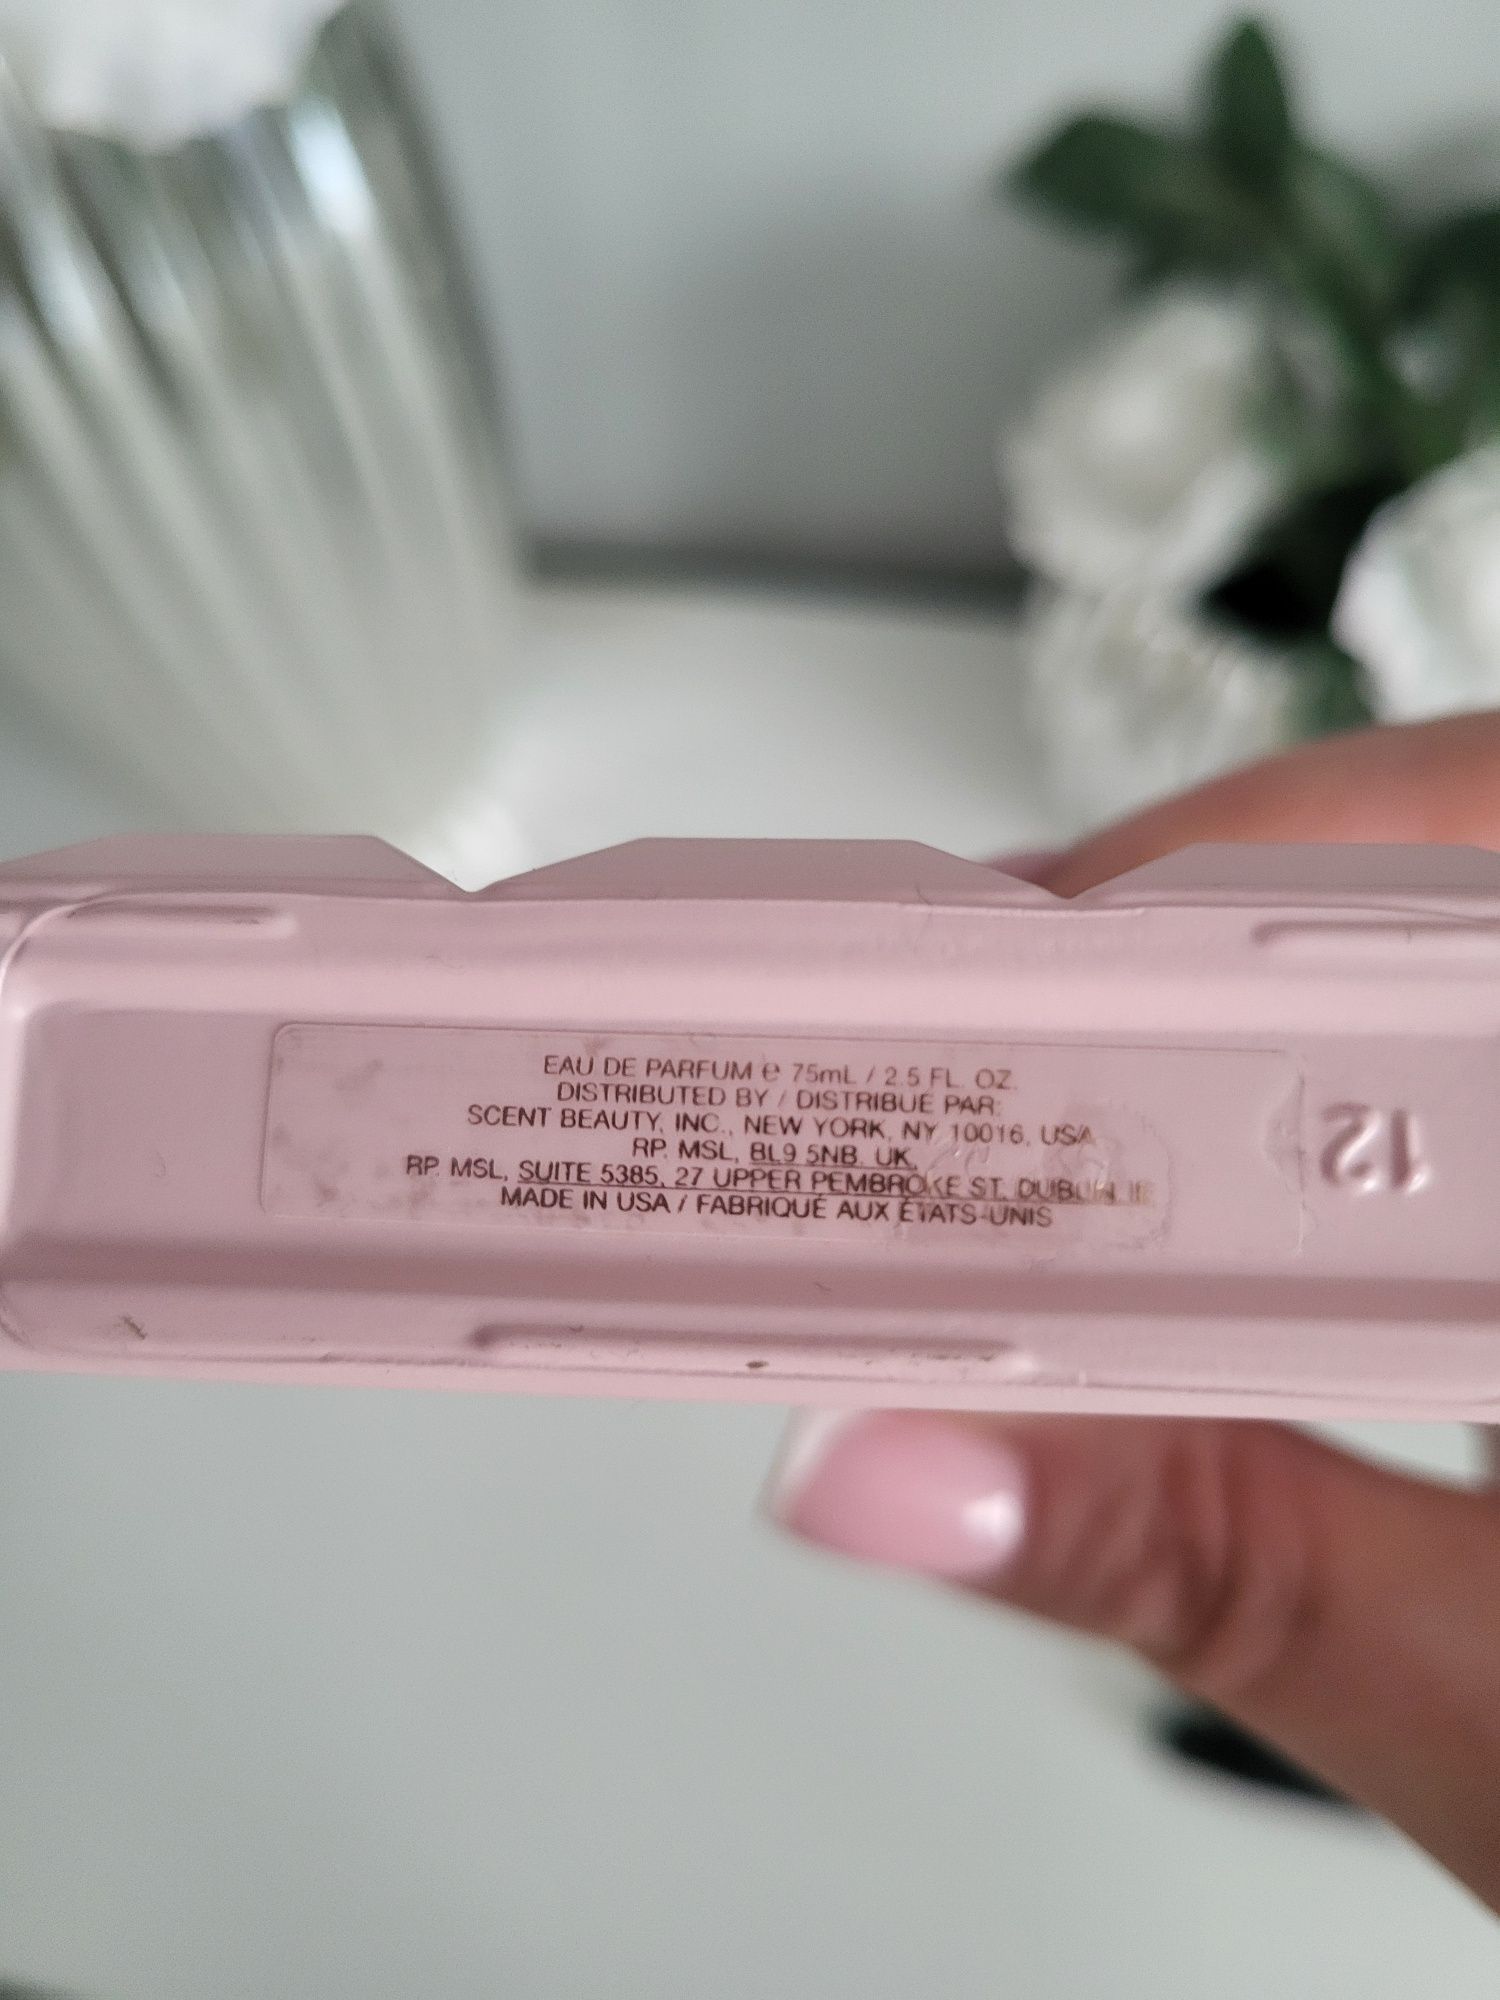 EAU DE PARFUM ℮ 75mL / 2.5 FL. OZ.
DISTRIBUTED BY / DISTRIBUÉ PAR:
SCENT BEAUTY, INC., NEW YORK, NY 10016, USA
RP. MSL, BL9 5NB. UK,
RP. MSL, SUITE 5385, 27 UPPER PEMBROKE ST. DUBLIN, IE
MADE IN USA / FABRIQUÉ AUX ÉTATS-UNIS
12